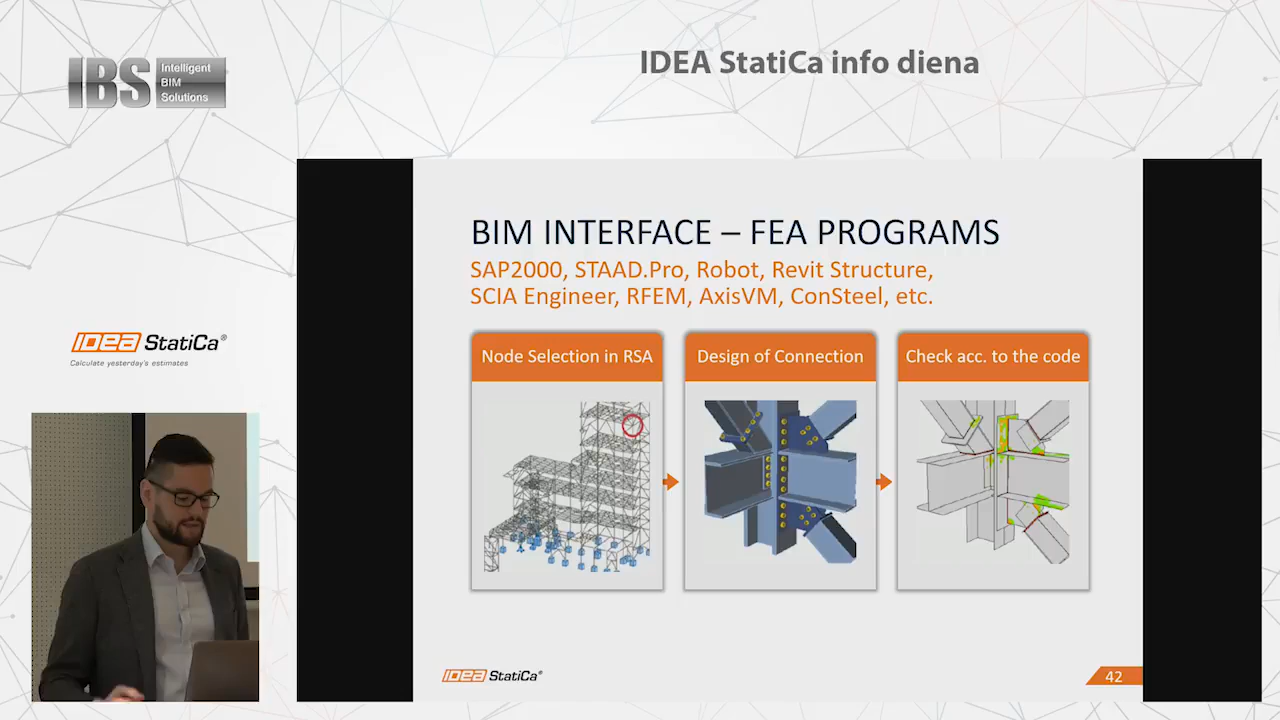 IBS
Intelligent
BIM
Solutions
IDEA StatiCa info diena
IDEA StatiCa®
Calculate yesterday's estimates
BIM INTERFACE – FEA PROGRAMS
SAP2000, STAAD.Pro, Robot, Revit Structure,
SCIA Engineer, RFEM, AxisVM, ConSteel, etc.
Node Selection in RSA
Design of Connection
Check acc. to the code
IDEA StatiCa®
42